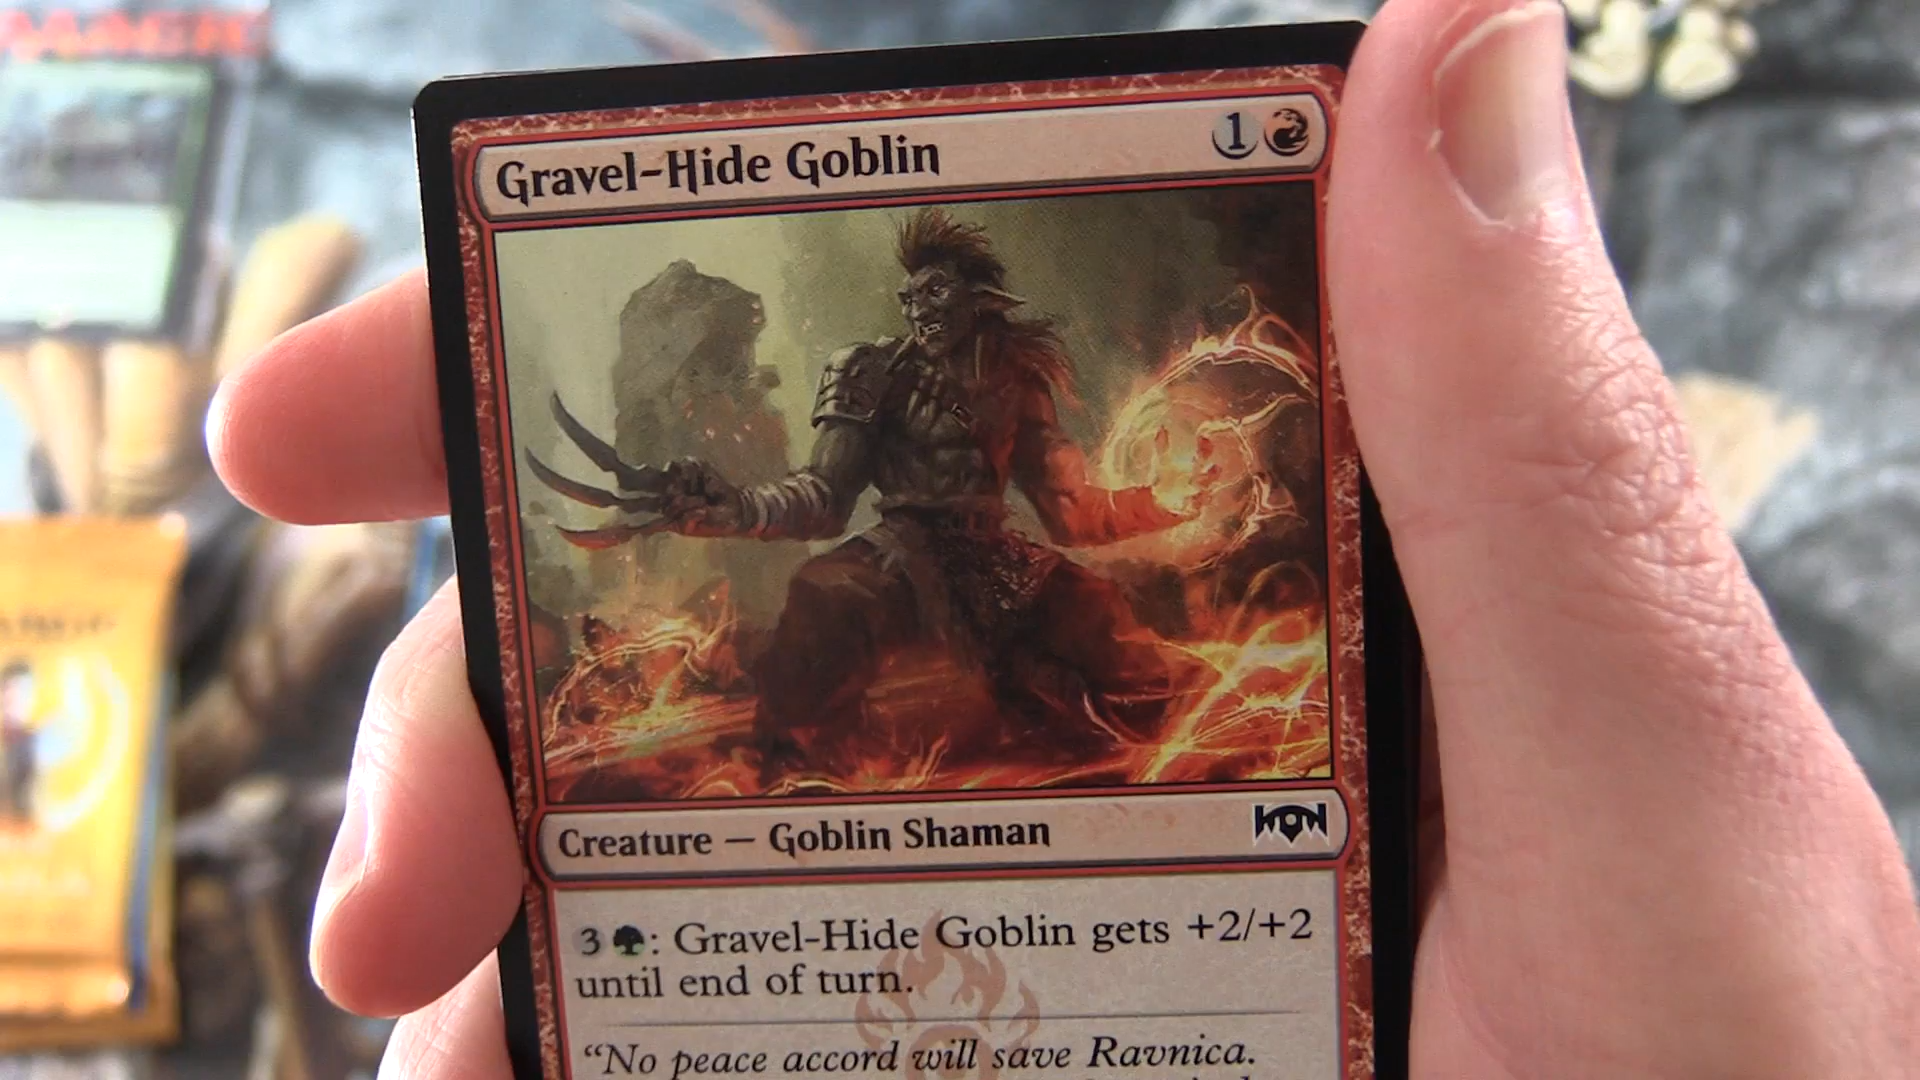 MAGIC
Gravel-Hide Goblin 1
Creature — Goblin Shaman
3 : Gravel-Hide Goblin gets +2/+2
until end of turn.
“No peace accord will save Ravnica.